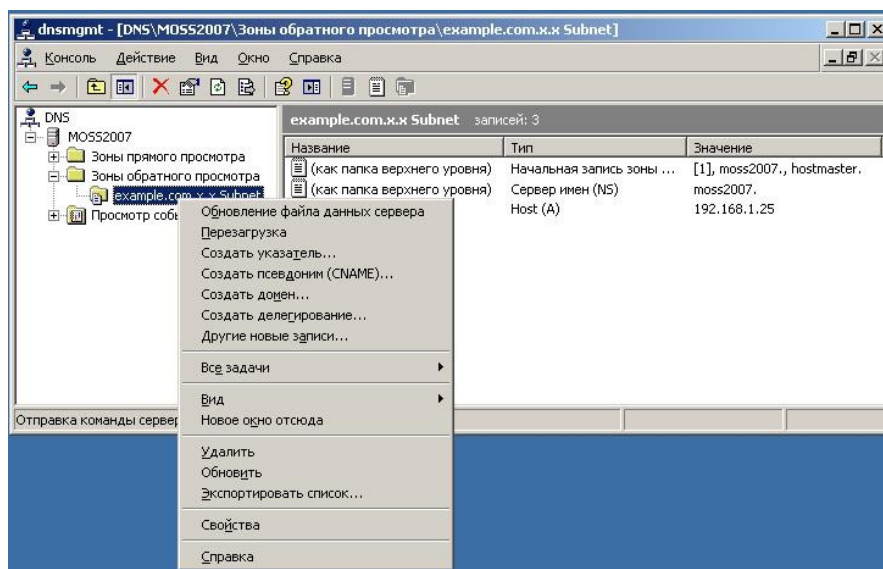 dnsmgmt - [DNS\MOSS2007\Зоны обратного просмотра\example.com.x.x Subnet]
Консоль Действие Вид Окно Справка
DNS
MOSS2007
Зоны прямого просмотра
Зоны обратного просмотра
example.com.x.x Subnet
Просмотр собы
example.com.x.x Subnet записей: 3
Название Тип Значение
(как папка верхнего уровня) Начальная запись зоны ... [1], moss2007., hostmaster.
(как папка верхнего уровня) Сервер имен (NS) moss2007.
Host (A) 192.168.1.25
Обновление файла данных сервера
Перезагрузка
Создать указатель...
Создать псевдоним (CNAME)...
Создать домен...
Создать делегирование...
Другие новые записи...
Все задачи
Вид
Новое окно отсюда
Удалить
Обновить
Экспортировать список...
Свойства
Справка
Отправка команды сервер